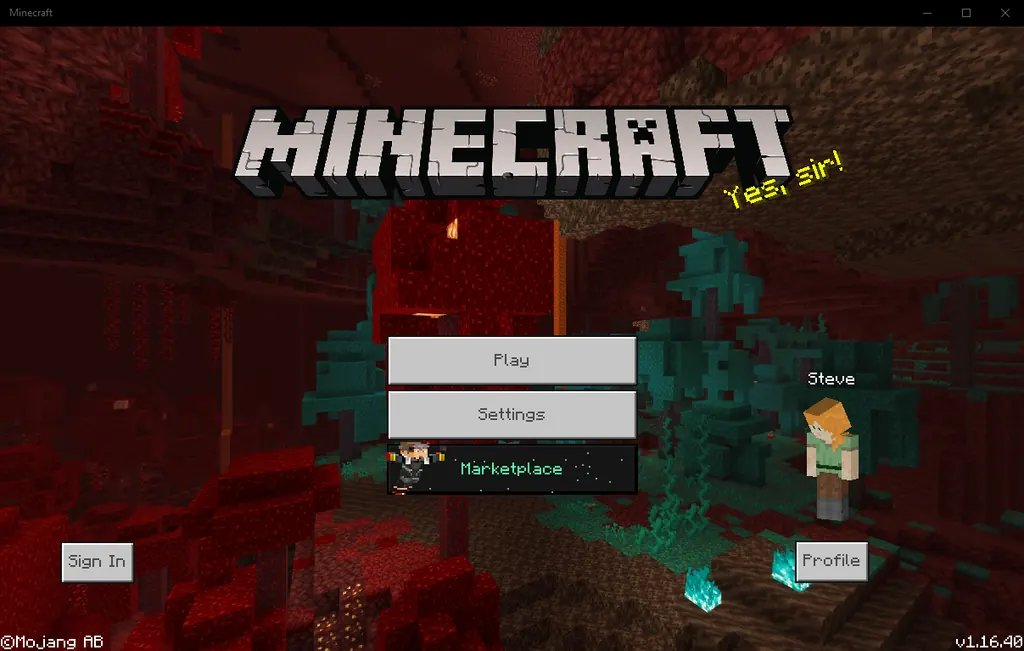 Minecraft
MINECRAFT
Yes, sir!
Play
Settings
Marketplace
Steve
Sign In
Profile
©Mojang AB
v1.16.40